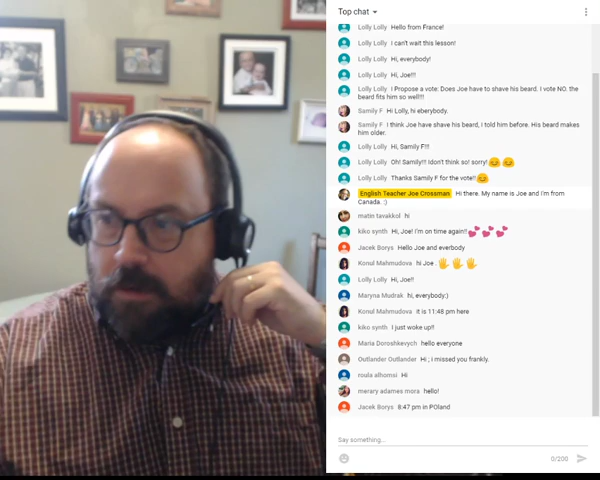 Top chat
Lolly Lolly Hello from France!
Lolly Lolly I can't wait this lesson!
Lolly Lolly Hi, everybody!
Lolly Lolly Hi, Joe!!!
Lolly Lolly I Propose a vote: Does Joe have to shave his beard. I vote NO. the
beard fits him so well!!!
Samily F Hi Lolly, hi eberybody.
Samily F I think Joe have shave his beard, I told him before. His beard makes
him older.
Lolly Lolly Hi, Samily F!!!
Lolly Lolly Oh! Samily!!! Idon't think so! sorry!
Lolly Lolly Thanks Samily F for the vote!!
English Teacher Joe Crossman Hi there. My name is Joe and I'm from
Canada. :)
matin tavakkol hi
kiko synth Hi, Joe! I'm on time again!!
Jacek Borys Hello Joe and everbody
Konul Mahmudova hi Joe .
Lolly Lolly Hi, Joe!!
Maryna Mudrak hi, everybody:)
Konul Mahmudova it is 11:48 pm here
kiko synth I just woke up!!
Maria Doroshkevych hello everyone
Outlander Outlander Hi ; i missed you frankly.
roula alhomsi Hi
merary adames mora hello!
Jacek Borys 8:47 pm in POland
Say something...
0/200